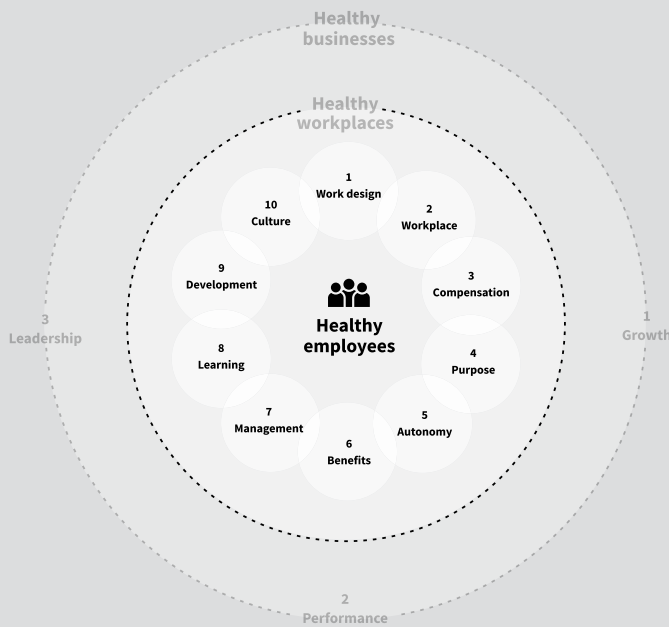 Healthy
businesses
Healthy
workplaces
1
Work design
2
Workplace
3
Compensation
4
Purpose
5
Autonomy
6
Benefits
7
Management
8
Learning
9
Development
10
Culture
Healthy
employees
1
Growth
2
Performance
3
Leadership